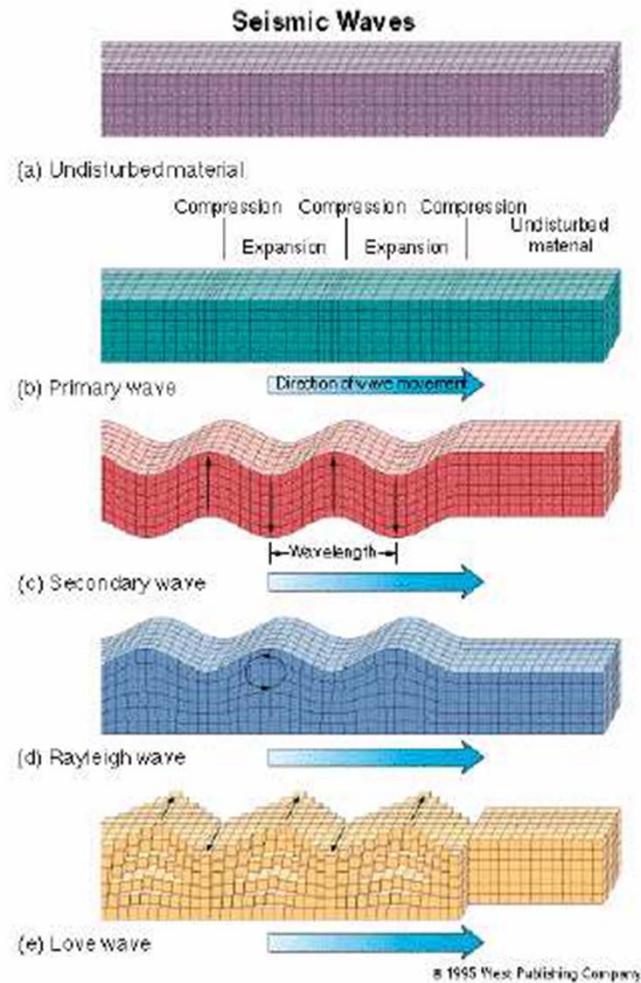 Seismic Waves
(a) Undisturbed material
Compression Compression Compression
Expansion Expansion
Undisturbed
material
(b) Primary wave
Direction of wave movement
Wavelength
(c) Secondary wave
(d) Rayleigh wave
(e) Love wave
© 1995 West Publishing Company